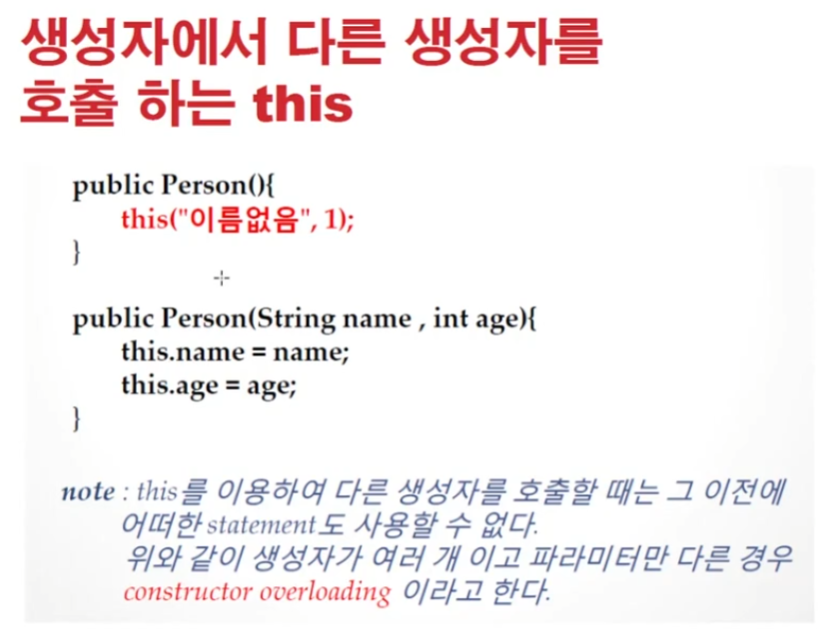 생성자에서 다른 생성자를
호출 하는 this
public Person(){
this("이름없음", 1);
}
public Person(String name , int age){
this.name = name;
this.age = age;
}
note : this를 이용하여 다른 생성자를 호출할 때는 그 이전에
어떠한 statement도 사용할 수 없다.
위와 같이 생성자가 여러 개 이고 파라미터만 다른 경우
constructor overloading 이라고 한다.